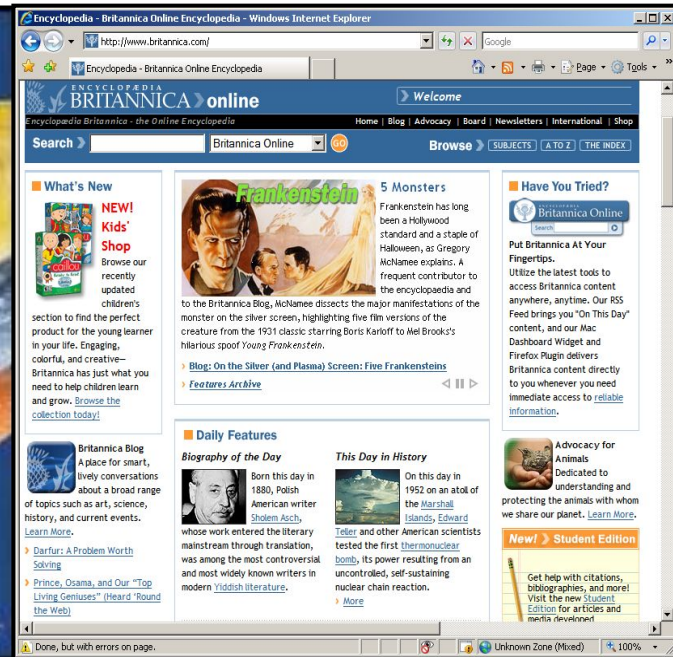 Encyclopedia - Britannica Online Encyclopedia - Windows Internet Explorer
http://www.britannica.com/
Google
Encyclopedia - Britannica Online Encyclopedia
Page
Tools
ENCYCLOPÆDIA
BRITANNICA online
Welcome
Encyclopædia Britannica - the Online Encyclopedia
Home | Blog | Advocacy | Board | Newsletters | International | Shop
Search
Britannica Online
GO
Browse
SUBJECTS
A TO Z
THE INDEX
What's New
NEW!
Kids'
Shop
Browse our
recently
updated
children's
section to find the perfect
product for the young learner
in your life. Engaging,
colorful, and creative—
Britannica has just what you
need to help children learn
and grow. Browse the
collection today!
Britannica Blog
A place for smart,
lively conversations
about a broad range
of topics such as art, science,
history, and current events.
Learn More.
Darfur: A Problem Worth
Solving
Prince, Osama, and Our "Top
Living Geniuses" (Heard 'Round
the Web)
Frankenstein
5 Monsters
Frankenstein has long
been a Hollywood
standard and a staple of
Halloween, as Gregory
McNamee explains. A
frequent contributor to
the encyclopaedia and
to the Britannica Blog, McNamee dissects the major manifestations of the
monster on the silver screen, highlighting five film versions of the
creature from the 1931 classic starring Boris Karloff to Mel Brooks's
hilarious spoof Young Frankenstein.
Blog: On the Silver (and Plasma) Screen: Five Frankensteins
Features Archive
Daily Features
Biography of the Day
Born this day in
1880, Polish
American writer
Sholem Asch,
whose work entered the literary
mainstream through translation,
was among the most controversial
and most widely known writers in
modern Yiddish literature.
This Day in History
On this day in
1952 on an atoll of
the Marshall
Islands, Edward
Teller and other American scientists
tested the first thermonuclear
bomb, its power resulting from an
uncontrolled, self-sustaining
nuclear chain reaction.
More
Have You Tried?
Britannica Online
Search
Put Britannica At Your
Fingertips.
Utilize the latest tools to
access Britannica content
anywhere, anytime. Our RSS
Feed brings you "On This Day"
content, and our Mac
Dashboard Widget and
Firefox Plugin delivers
Britannica content directly
to you whenever you need
immediate access to reliable
information.
Advocacy for
Animals
Dedicated to
understanding and
protecting the animals with whom
we share our planet. Learn More.
New! Student Edition
Get help with citations,
bibliographies, and more!
Visit the new Student
Edition for articles and
media developed
Done, but with errors on page.
Unknown Zone (Mixed)
100%